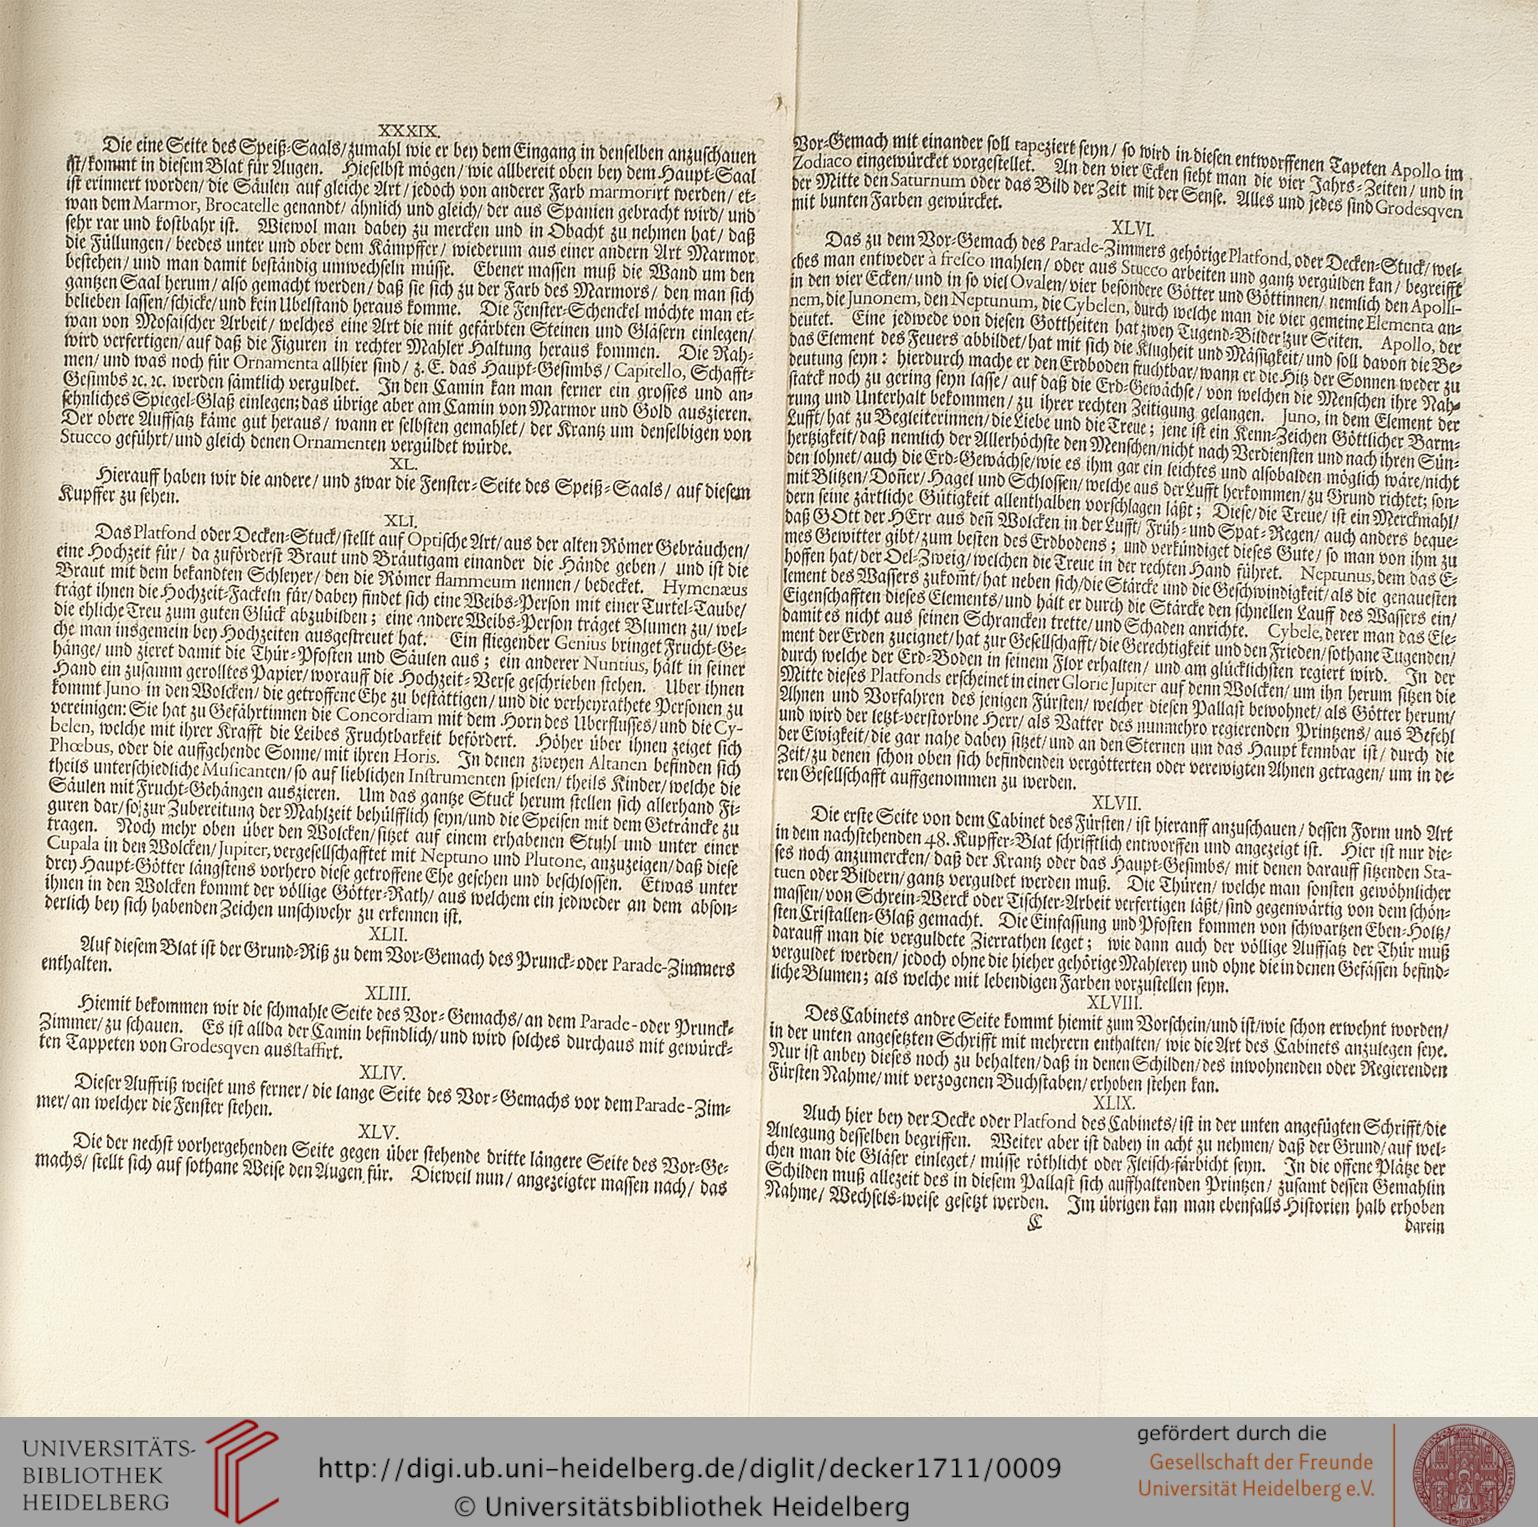 XXXIX.
Die eine Seite des Speiß-Saals/ zumahl wie er bey dem Eingang in denselben anzuschauen
ist/ kommt in diesem Blat für Augen. Hieselbst mögen/ wie allbereit oben bey dem Haupt-Saal
ist erinnert worden/ die Säulen auf gleiche Art/ jedoch von anderer Farb marmorirt werden/ et-
wan dem Marmor, Brocatelle genandt/ ähnlich und gleich/ der aus Spanien gebracht wird/ und
sehr rar und kostbahr ist. Wiewol man dabey zu mercken und in Obacht zu nehmen hat/ daß
die Füllungen/ beedes unter und ober dem Kämpffer/ wiederum aus einer andern Art Marmor
bestehen/ und man damit beständig umwechseln müsse. Ebener massen muß die Wand um den
gantzen Saal herum/ also gemacht werden/ daß sie sich zu der Farb des Marmors/ den man sich
belieben lassen/ schicke/ und kein Ubelstand heraus komme. Die Fenster-Schenckel möchte man et-
wan von Mosaischer Arbeit/ welches eine Art die mit gefärbten Steinen und Gläsern einlegen/
wird verfertigen/ auf daß die Figuren in rechter Mahler Haltung heraus kommen. Die Rah-
men/ und was noch für Ornamenta allhier sind/ z. E. das Haupt-Gesimbs/ Capitello, Schafft-
Gesimbs ꝛc. ꝛc. werden sämtlich verguldet. In den Camin kan man ferner ein grosses und an-
sehnliches Spiegel-Glaß einlegen; das übrige aber am Camin von Marmor und Gold auszieren.
Der obere Auffsatz käme gut heraus/ wann er selbsten gemahlet/ der Krantz um denselbigen von
Stucco geführt/ und gleich denen Ornamenten vergüldet würde.
XL.
Hierauff haben wir die andere/ und zwar die Fenster-Seite des Speiß-Saals/ auf diesem
Kupffer zu sehen.
XLI.
Das Platfond oder Decken-Stuck/ stellt auf Optische Art/ aus der alten Römer Gebräuchen/
eine Hochzeit für/ da zuförderst Braut und Bräutigam einander die Hände geben/ und ist die
Braut mit dem bekandten Schleyer/ den die Römer flammeum nennen/ bedecket. Hymenæus
trägt ihnen die Hochzeit-Fackeln für/ dabey findet sich eine Weibs-Person mit einer Turtel-Taube/
die ehliche Treu zum guten Glück abzubilden; eine andere Weibs-Person träget Blumen zu/ wel-
che man insgemein bey Hochzeiten ausgestreuet hat. Ein fliegender Genius bringet Frucht-Ge-
hänge/ und zieret damit die Thür-Pfosten und Säulen aus; ein anderer Nuntius, hält in seiner
Hand ein zusamm gerolltes Papier/ worauff die Hochzeit-Verse geschrieben stehen. Uber ihnen
kommt Juno in den Wolcken/ die getroffene Ehe zu bestättigen/ und die verheyrathete Personen zu
vereinigen: Sie hat zu Gefährtinnen die Concordiam mit dem Horn des Uberflusses/ und die Cy-
belen, welche mit ihrer Krafft die Leibes Fruchtbarkeit befördert. Höher über ihnen zeiget sich
Phœbus, oder die auffgehende Sonne/ mit ihren Horis. In denen zweyen Altanen befinden sich
theils unterschiedliche Musicanten/ so auf lieblichen Instrumenten spielen/ theils Kinder/ welche die
Säulen mit Frucht-Gehängen auszieren. Um das gantze Stuck herum stellen sich allerhand Fi-
guren dar/ so/ zur Zubereitung der Mahlzeit behülfflich seyn/ und die Speisen mit dem Geträncke zu
tragen. Noch mehr oben über den Wolcken/ sitzet auf einem erhabenen Stuhl und unter einer
Cupala in den Wolcken/ Jupiter, vergesellschafftet mit Neptuno und Plutone, anzuzeigen/ daß diese
drey Haupt-Götter längstens vorhero diese getroffene Ehe gesehen und beschlossen. Etwas unter
ihnen in den Wolcken kommt der völlige Götter-Rath/ aus welchem ein jedweder an dem abson-
derlich bey sich habenden Zeichen unschwehr zu erkennen ist.
XLII.
Auf diesem Blat ist der Grund-Riß zu dem Vor-Gemach des Prunck-oder Parade-Zimmers
enthalten.
XLIII.
Hiemit bekommen wir die schmahle Seite des Vor-Gemachs/ an dem Parade-oder Prunck-
Zimmer/ zu schauen. Es ist allda der Camin befindlich/ und wird solches durchaus mit gewürck-
ten Tappeten von Grodesqven ausstaffirt.
XLIV.
Dieser Auffriß weiset uns ferner/ die lange Seite des Vor-Gemachs vor dem Parade-Zim-
mer/ an welcher die Fenster stehen.
XLV.
Die der nechst vorhergehenden Seite gegen über stehende dritte längere Seite des Vor-Ge-
machs/ stellt sich auf sothane Weise den Augen für. Dieweil nun/ angezeigter massen nach/ das
Vor-Gemach mit einander soll tapeziert seyn/ so wird in diesen entworffenen Tapeten Apollo im
Zodiaco eingewürcket vorgestellet. An den vier Ecken sieht man die vier Jahrs-Zeiten/ und in
der Mitte den Saturnum oder das Bild der Zeit mit der Sense. Alles und jedes sind Grodesqven
mit bunten Farben gewürcket.
XLVI.
Das zu dem Vor-Gemach des Parade-Zimmers gehörige Platfond, oder Decken-Stuck/ wel-
ches man entweder à fresco mahlen/ oder aus Stucco arbeiten und gantz vergülden kan/ begreifft
in den vier Ecken/ und in so viel Ovalen/ vier besondere Götter und Göttinnen/ nemlich den Apolli-
nem, die Junonem, den Neptunum, die Cybelen, durch welche man die vier gemeine Elementa an-
deutet. Eine jedwede von diesen Gottheiten hat zwey Tugend-Bilder zur Seiten. Apollo, der
das Element des Feuers abbildet/ hat mit sich die Klugheit und Mäsigkeit/ und soll davon die Be-
deutung seyn: hierdurch mache er den Erdboden fruchtbar/ wann er die Hitz der Sonnen weder zu
starck noch zu gering seyn lasse/ auf daß die Erd-Gewächse/ von welchen die Menschen ihre Nah-
rung und Unterhalt bekommen/ zu ihrer rechten Zeitigung gelangen. Juno, in dem Element der
Lufft/ hat zu Begleiterinnen/ die Liebe und die Treue; jene ist ein Kenn-Zeichen Göttlicher Barm-
hertzigkeit/ daß nemlich der Allerhöchste den Menschen/ nicht nach Verdiensten und nach ihren Sün-
den lohnet/ auch die Erd-Gewächse/ wie es ihm gar ein leichtes und alsobalden möglich wäre/ nicht
mit Blitzen/ Doñer/ Hagel und Schlossen/ welche aus der Lufft herkommen/ zu Grund richtet; son-
dern seine zärtliche Gütigkeit allenthalben vorschlagen läßt; Diese/ die Treue/ ist ein Merckmahl/
daß GOtt der HErr aus deñ Wolcken in der Lufft/ Früh- und Spat-Regen/ auch anders beque-
mes Gewitter gibt/ zum besten des Erdbodens; und verkündiget dieses Gute/ so man von ihm zu
hoffen hat/ der Oel-Zweig/ welchen die Treue in der rechten Hand führet. Neptunus, dem das E-
lement des Wassers zukom̃t/ hat neben sich/ die Stärcke und die Geschwindigkeit/ als die genauesten
Eigenschafften dieses Elements/ und hält er durch die Stärcke den schnellen Lauff des Wassers ein/
damit es nicht aus seinen Schrancken trette/ und Schaden anrichte. Cybele, derer man das Ele-
ment der Erden zueignet/ hat zur Gesellschafft/ die Gerechtigkeit und den Frieden/ sothane Tugenden/
durch welche der Erd-Boden in seinem Flor erhalten/ und am glücklichsten regiert wird. In der
Mitte dieses Platfonds erscheinet in einer Glorie Jupiter auf denn Wolcken/ um ihn herum sitzen die
Ahnen und Vorfahren des jenigen Fürsten/ welcher diesen Pallast bewohnet/ als Götter herum/
und wird der letzt-verstorbne Herr/ als Vatter des nunmehro regierenden Printzens/ aus Befehl
der Ewigkeit/ die gar nahe dabey sitzet/ und an den Sternen um das Haupt kennbar ist/ durch die
Zeit/ zu denen schon oben sich befindenden vergötterten oder verewigten Ahnen getragen/ um in de-
ren Gesellschafft auffgenommen zu werden.
XLVII.
Die erste Seite von dem Cabinet des Fürsten/ ist hierauff anzuschauen/ dessen Form und Art
in dem nachstehenden 48. Kupffer-Blat schrifftlich entworffen und angezeigt ist. Hier ist nur die-
ses noch anzumercken/ daß der Krantz oder das Haupt-Gesimbs/ mit denen darauff sitzenden Sta-
tuen oder Bildern/ gantz verguldet werden muß. Die Thüren/ welche man sonsten gewöhnlicher
massen/ von Schrein-Werck oder Tischler-Arbeit verfertigen läßt/ sind gegenwärtig von dem schön-
sten Cristallen-Glaß gemacht. Die Einfassung und Pfosten kommen von schwartzen Eben-Holtz/
darauff man die verguldete Zierrathen leget; wie dann auch der völlige Auffsatz der Thür muß
verguldet werden/ jedoch ohne die hieher gehörige Mahlerey und ohne die in denen Gefässen befind-
liche Blumen; als welche mit lebendigen Farben vorzustellen seyn.
XLVIII.
Des Cabinets andre Seite kommt hiemit zum Vorschein/ und ist/ wie schon erwehnt worden/
in der unten angesetzten Schrifft mit mehrern enthalten/ wie die Art des Cabinets anzulegen seye.
Nur ist anbey dieses noch zu behalten/ daß in denen Schilden/ des inwohnenden oder Regierenden
Fürsten Nahme/ mit verzogenen Buchstaben/ erhoben stehen kan.
XLIX.
Auch hier bey der Decke oder Platfond des Cabinets/ ist in der unten angefügten Schrifft/ die
Anlegung desselben begriffen. Weiter aber ist dabey in acht zu nehmen/ daß der Grund/ auf wel-
chen man die Gläser einleget/ müsse röthlicht oder Fleisch-färbicht seyn. In die offene Plätze der
Schilden muß allezeit des in diesem Pallast sich auffhaltenden Printzen/ zusamt dessen Gemahlin
Nahme/ Wechsels-weise gesetzt werden. Im übrigen kan man ebenfalls Historien halb erhoben
C darein
UNIVERSITÄTS-
BIBLIOTHEK
HEIDELBERG
http://digi.ub.uni-heidelberg.de/diglit/decker1711/0009
© Universitätsbibliothek Heidelberg
gefördert durch die
Gesellschaft der Freunde
Universität Heidelberg e.V.